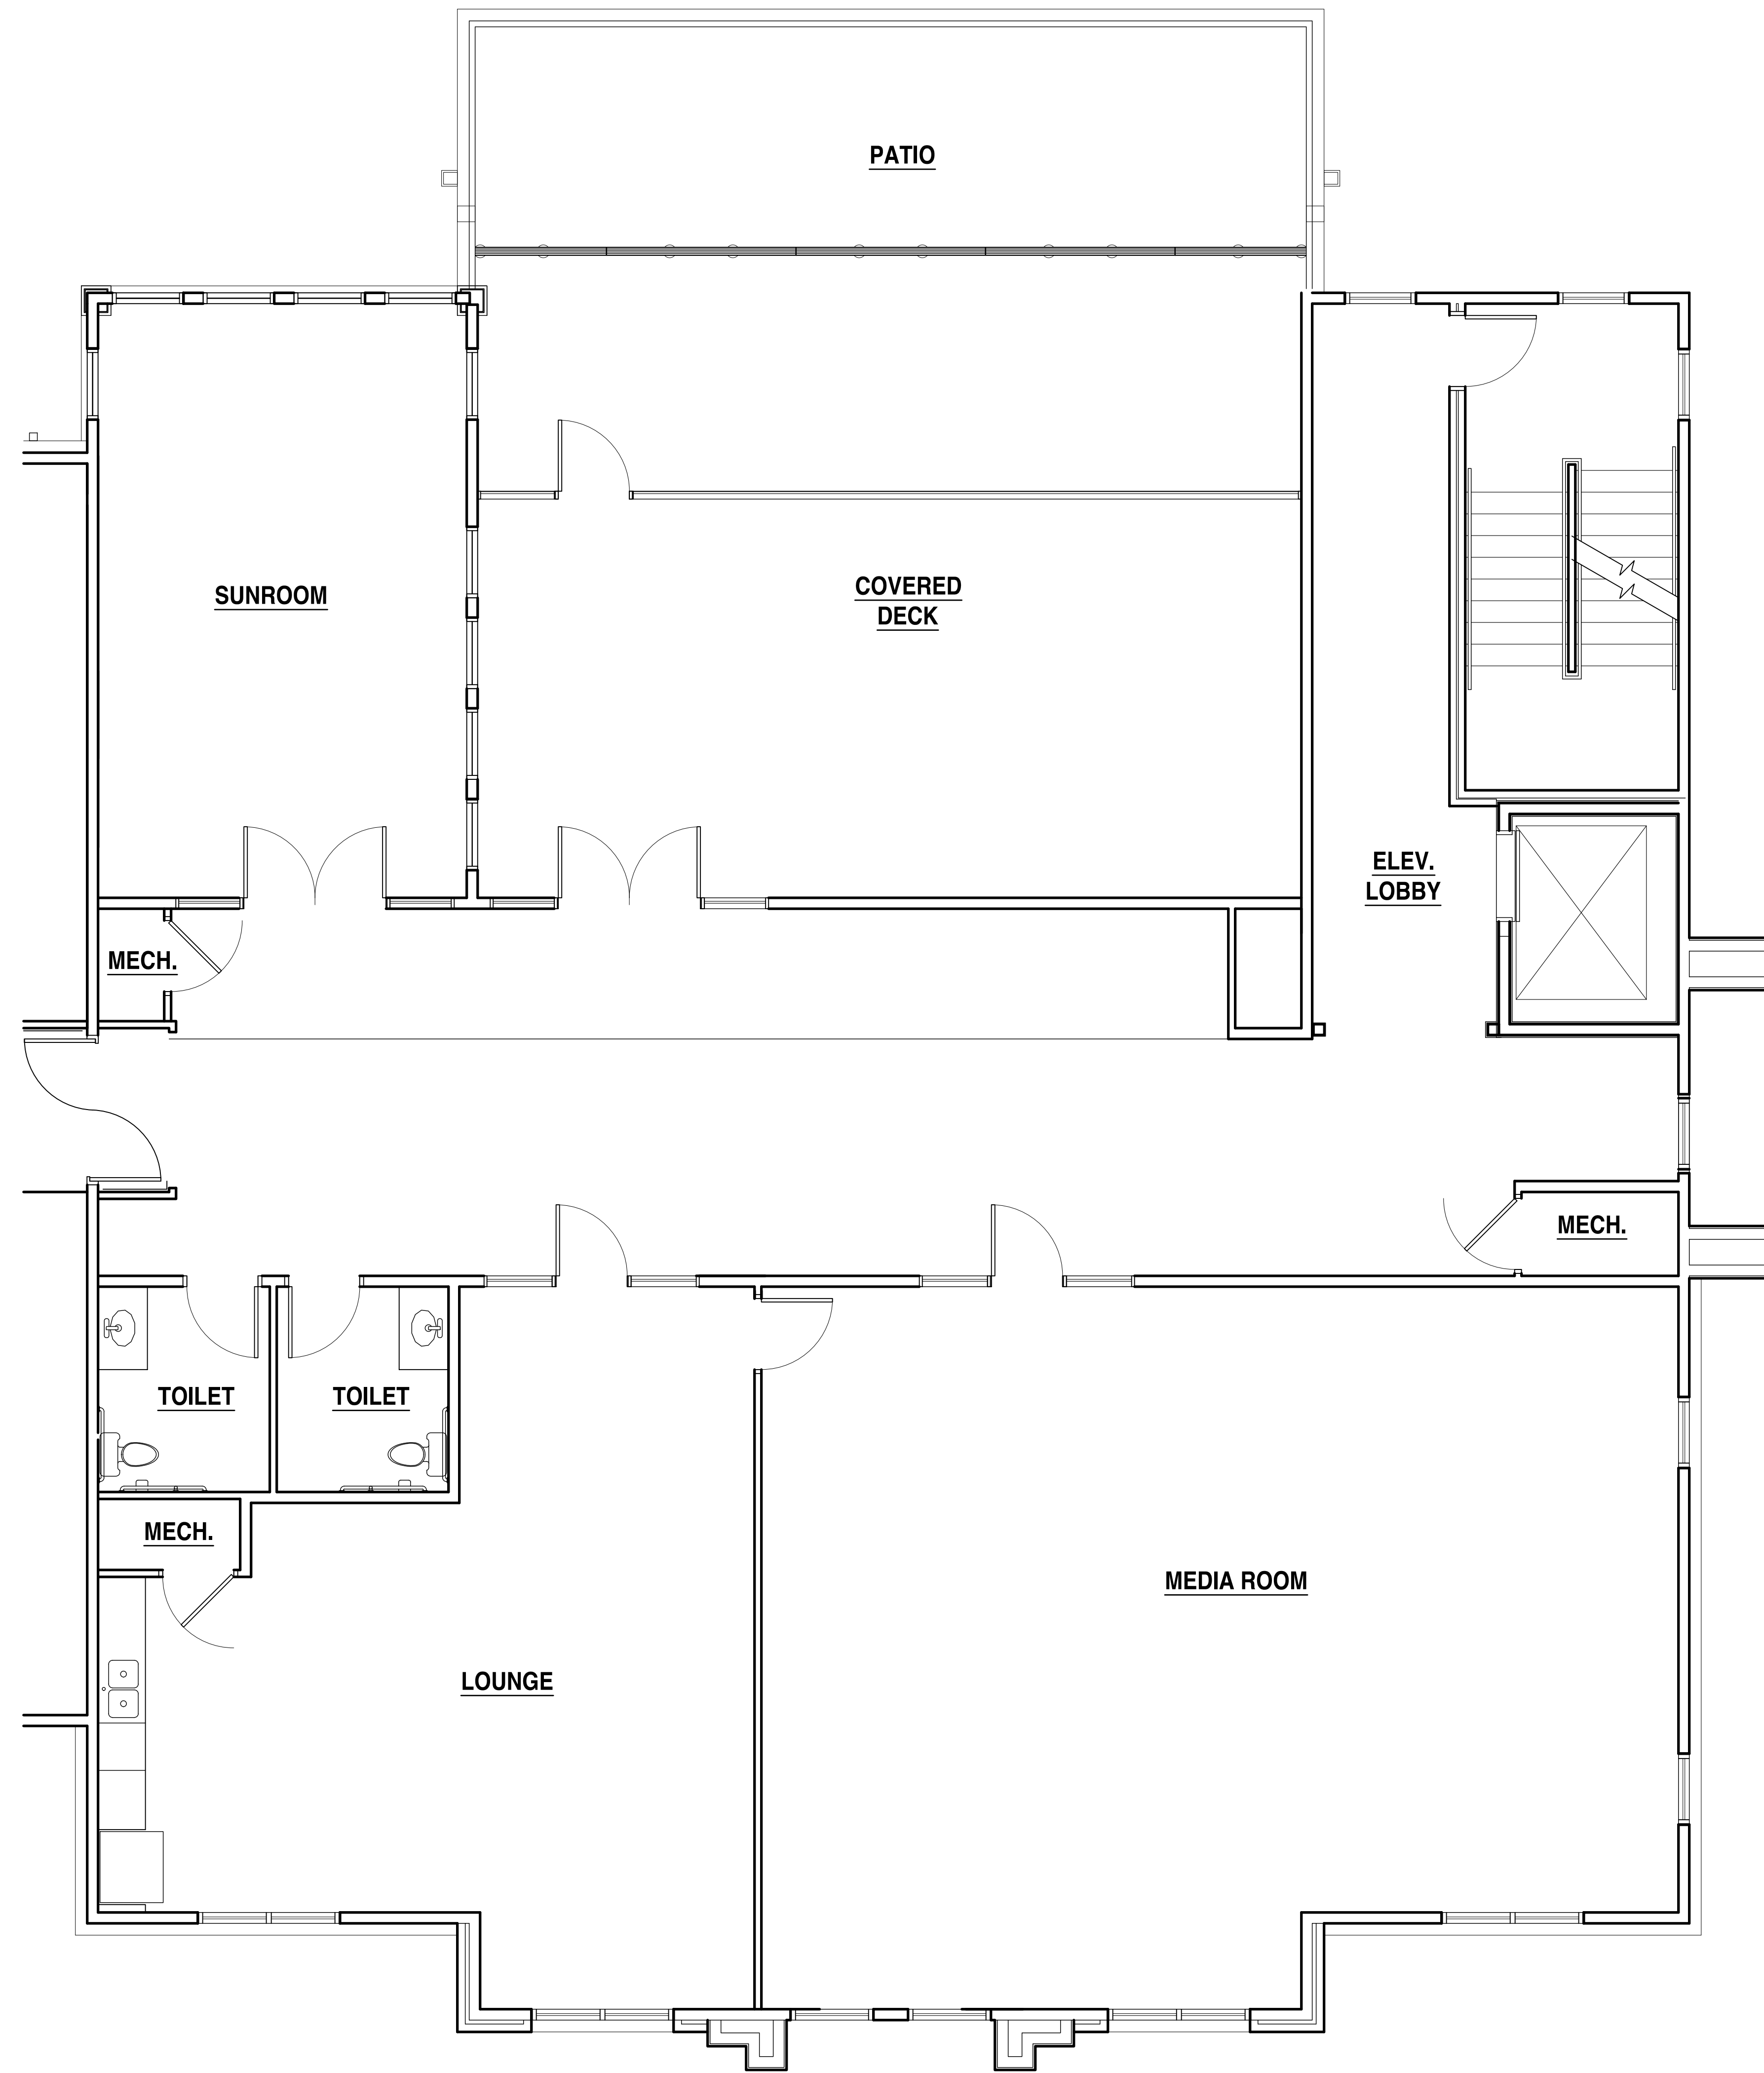 PATIO
SUNROOM
COVERED
DECK
ELEV.
LOBBY
MECH.
MECH.
TOILET
TOILET
MECH.
MEDIA ROOM
LOUNGE